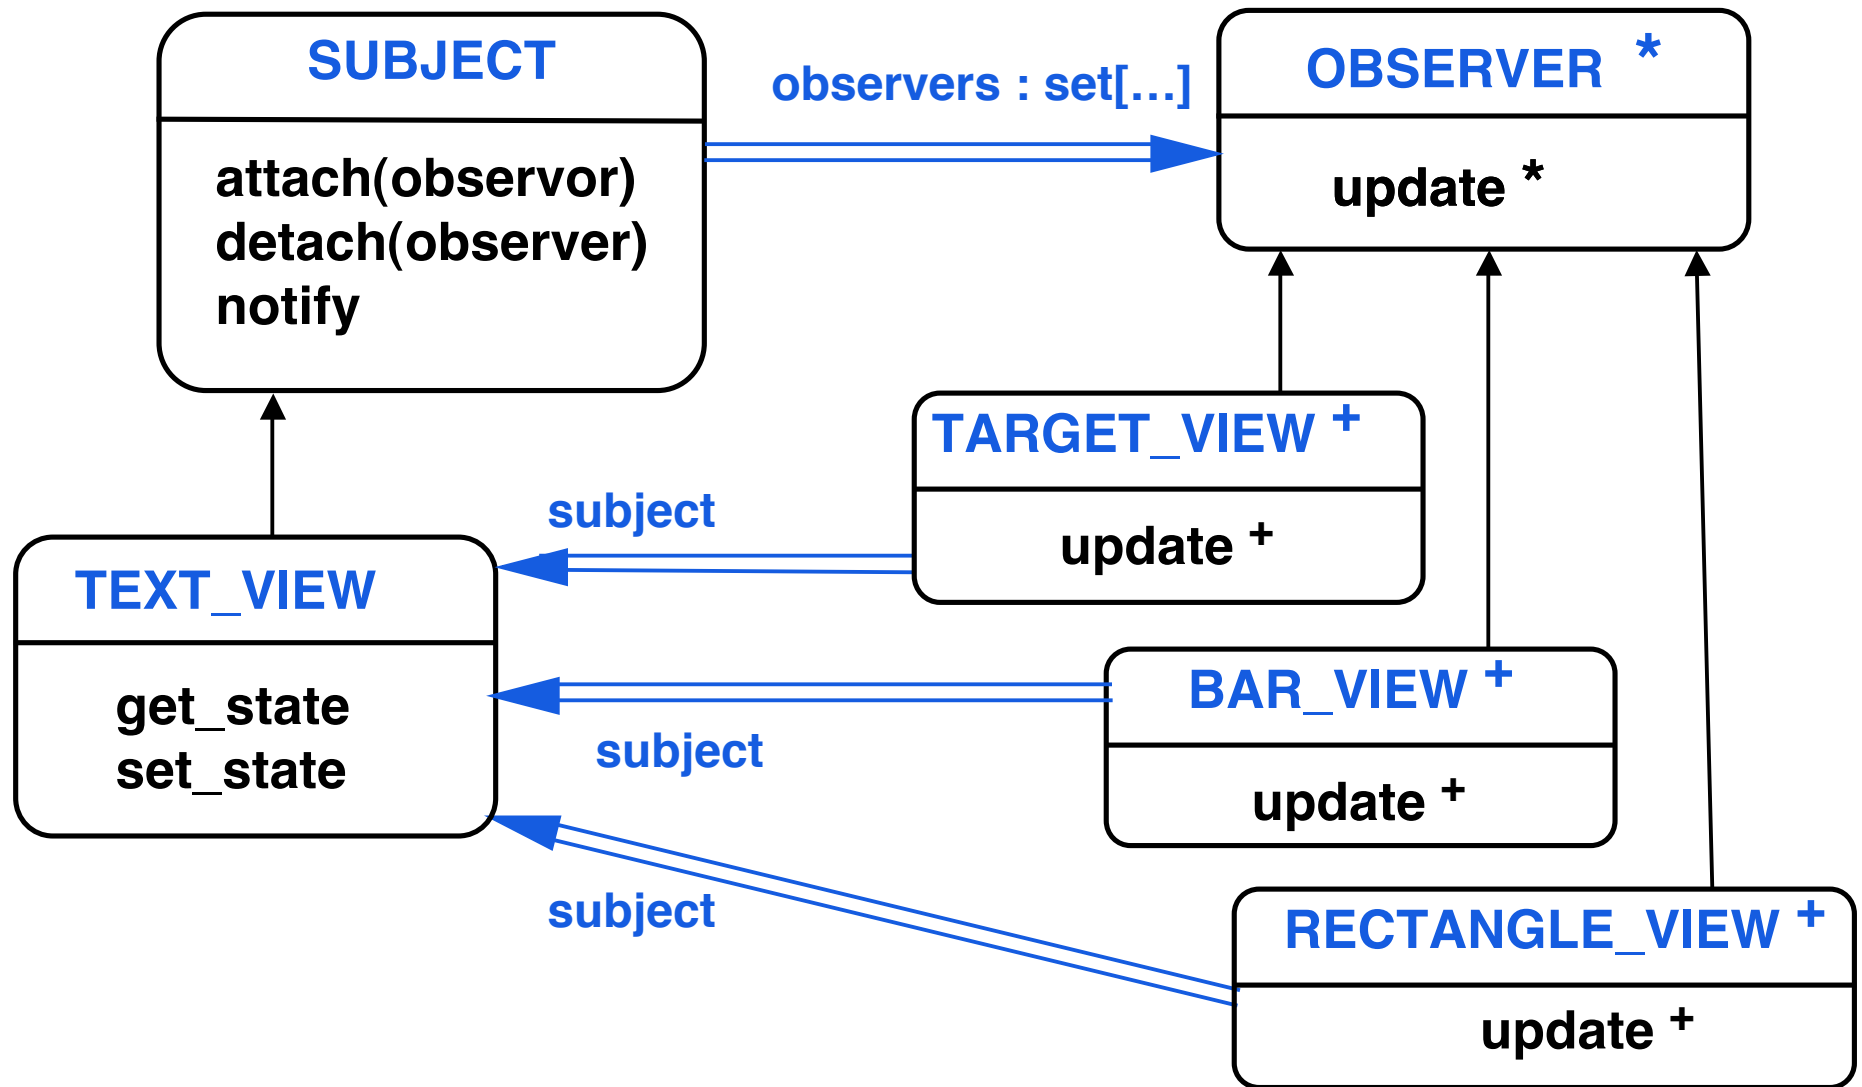 SUBJECT
attach(observor)
detach(observer)
notify
observers : set[...]
OBSERVER *
update *
TARGET_VIEW +
update +
subject
TEXT_VIEW
get_state
set_state
BAR_VIEW +
update +
subject
RECTANGLE_VIEW +
update +
subject